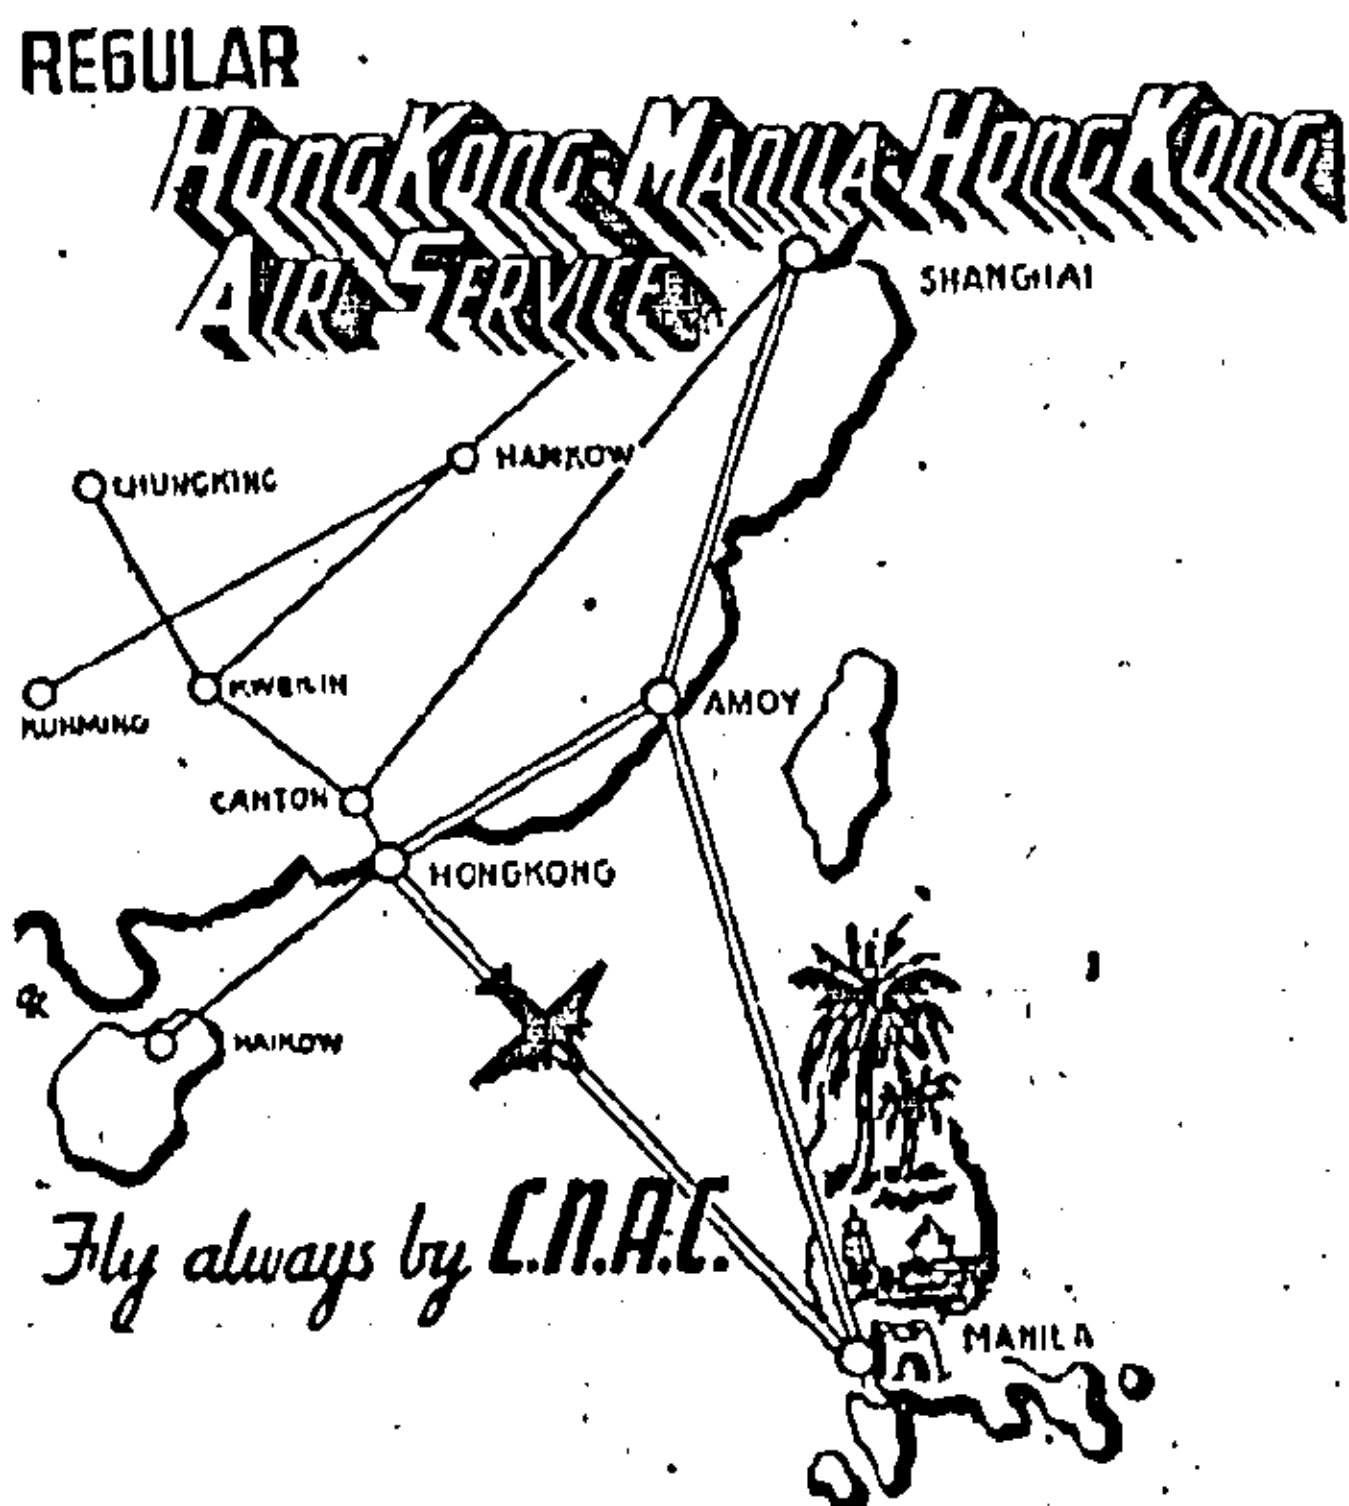 REGULAR
HONGKONG-MANILA-HONGKONG
AIR-SERVICE
SHANGHAI
HANKOW
CHUNGKING
KWEILIN
KUNMING
AMOY
CANTON
HONGKONG
HAIKOW
Fly always by C.N.A.C.
MANILA